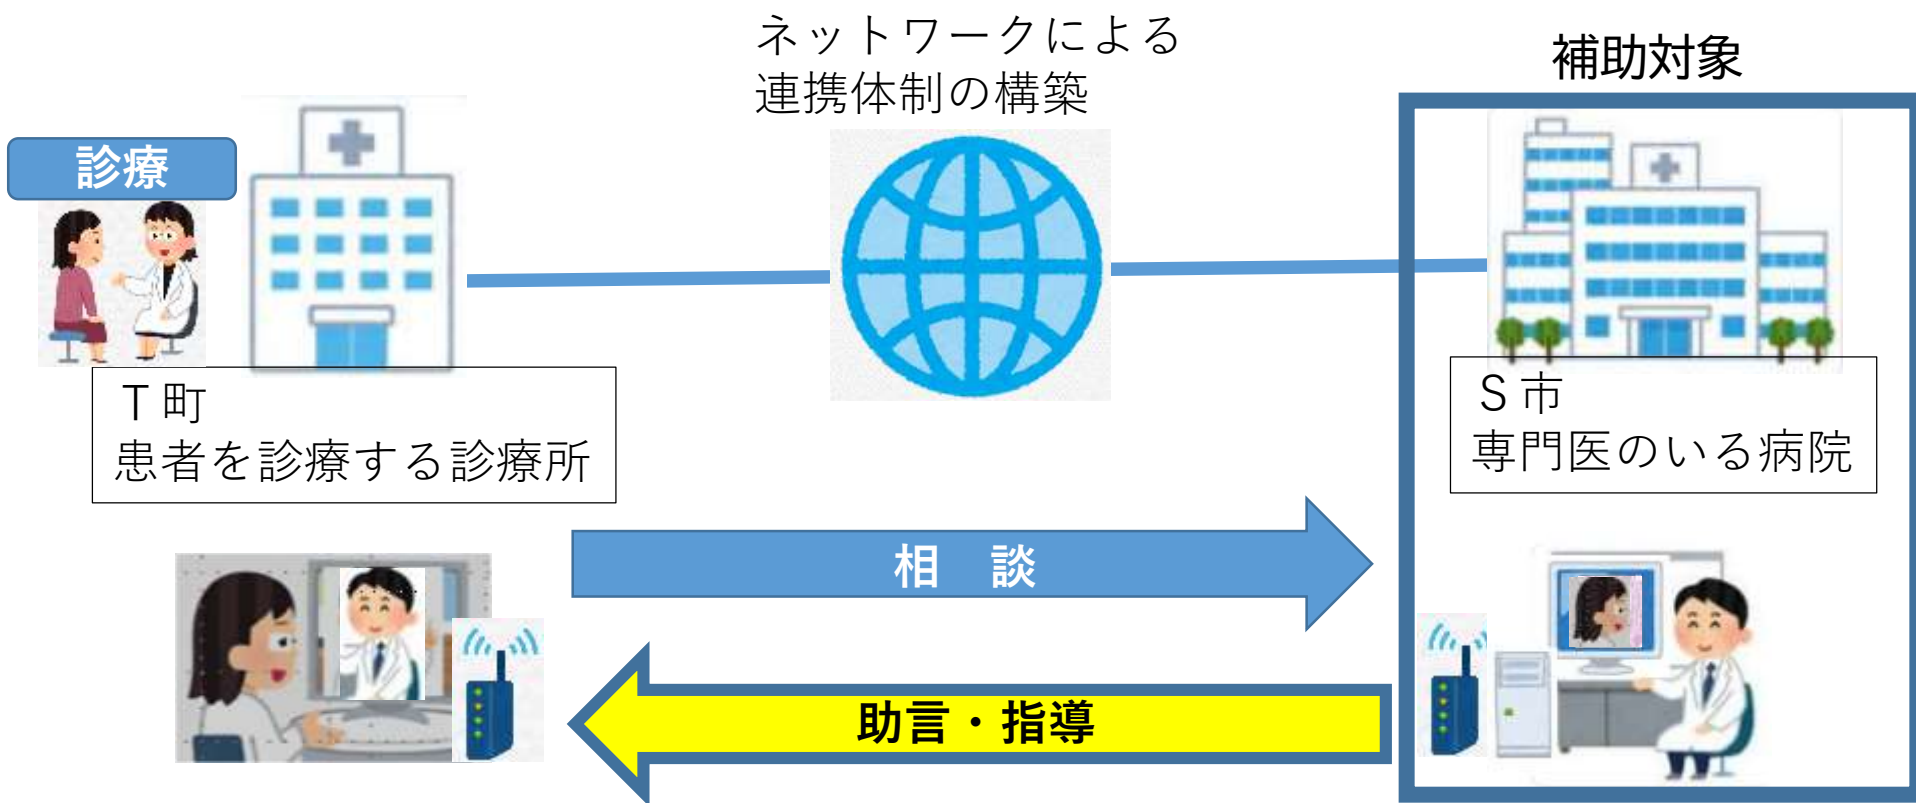 ネットワークによる
連携体制の構築
補助対象
診療
Ｔ町
患者を診療する診療所
Ｓ市
専門医のいる病院
相　談
助言・指導